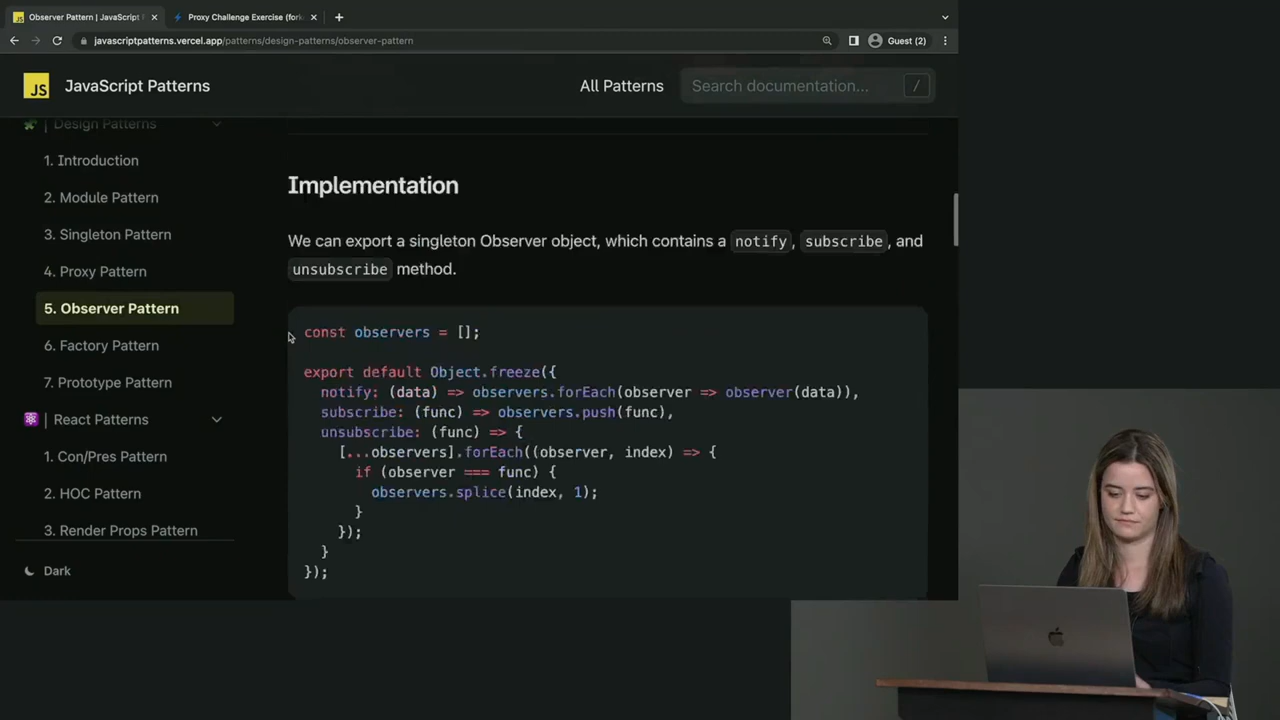 Observer Pattern | JavaScript
Proxy Challenge Exercise (fork
javascriptpatterns.vercel.app/patterns/design-patterns/observer-pattern
Guest (2)
JS
JavaScript Patterns
All Patterns
Search documentation...
/
Design Patterns
1. Introduction
2. Module Pattern
3. Singleton Pattern
4. Proxy Pattern
5. Observer Pattern
6. Factory Pattern
7. Prototype Pattern
React Patterns
1. Con/Pres Pattern
2. HOC Pattern
3. Render Props Pattern
Dark
Implementation
We can export a singleton Observer object, which contains a notify, subscribe, and
unsubscribe method.
const observers = [];
export default Object.freeze({
notify: (data) => observers.forEach(observer => observer(data)),
subscribe: (func) => observers.push(func),
unsubscribe: (func) => {
[...observers].forEach((observer, index) => {
if (observer === func) {
observers.splice(index, 1);
}
});
}
});